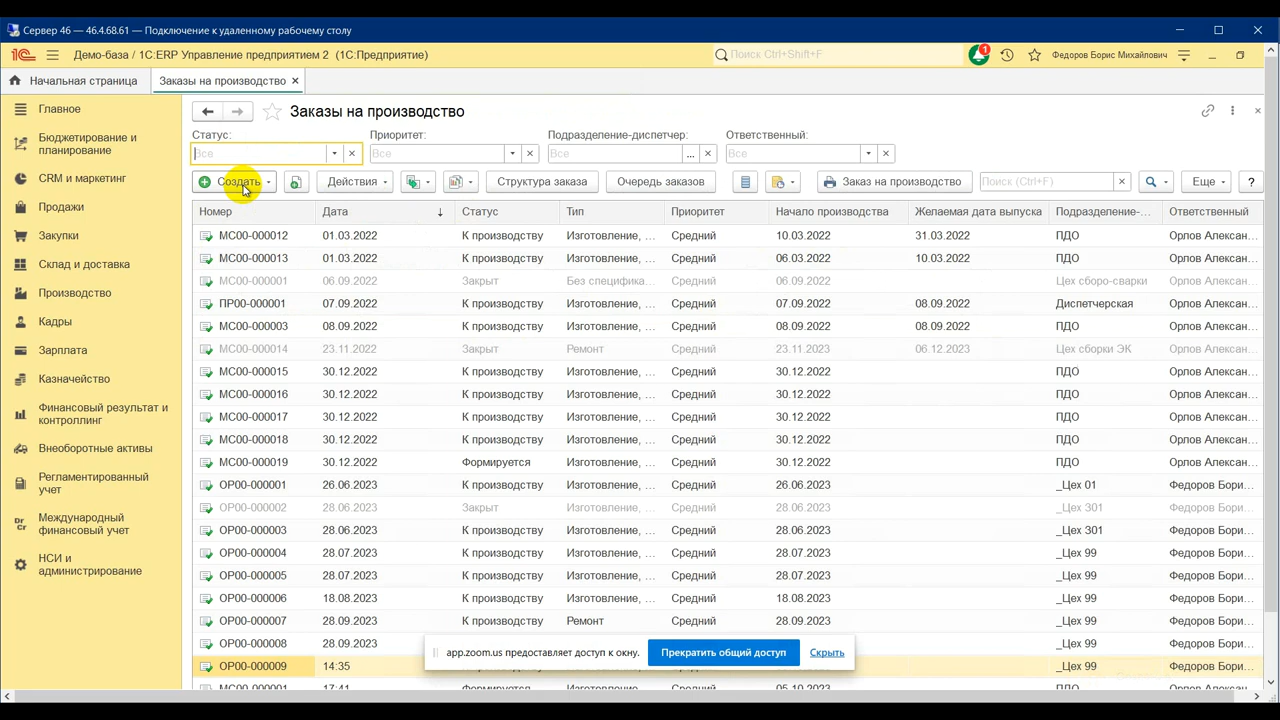 Сервер 46 — 46.4.68.61 — Подключение к удаленному рабочему столу
Демо-база / 1С:ERP Управление предприятием 2 (1С:Предприятие)
Поиск Ctrl+Shift+F
1
Федоров Борис Михайлович
Начальная страница
Заказы на производство
Главное
Бюджетирование и
планирование
CRM и маркетинг
Продажи
Закупки
Склад и доставка
Производство
Кадры
Зарплата
Казначейство
Финансовый результат и
контроллинг
Внеоборотные активы
Регламентированный
учет
Международный
финансовый учет
НСИ и
администрирование
Заказы на производство
Статус: Приоритет: Подразделение-диспетчер: Ответственный:
Все Все Все ... Все
Создать Действия Структура заказа Очередь заказов Заказ на производство Поиск (Ctrl+F) Еще ?
Номер Дата Статус Тип Приоритет Начало производства Желаемая дата выпуска Подразделение-... Ответственный
МС00-000012 01.03.2022 К производству Изготовление, ... Средний 10.03.2022 31.03.2022 ПДО Орлов Алексан...
МС00-000013 01.03.2022 К производству Изготовление, ... Средний 06.03.2022 10.03.2022 ПДО Орлов Алексан...
МС00-000001 06.09.2022 Закрыт Без специфика... Средний 06.09.2022 Цех сборо-сварки Орлов Алексан...
ПР00-000001 07.09.2022 К производству Изготовление, ... Средний 07.09.2022 08.09.2022 Диспетчерская Орлов Алексан...
МС00-000003 08.09.2022 К производству Изготовление, ... Средний 08.09.2022 08.09.2022 ПДО Орлов Алексан...
МС00-000014 23.11.2022 Закрыт Ремонт Средний 23.11.2023 06.12.2023 Цех сборки ЭК Орлов Алексан...
МС00-000015 30.12.2022 К производству Изготовление, ... Средний 30.12.2022 ПДО Орлов Алексан...
МС00-000016 30.12.2022 К производству Изготовление, ... Средний 30.12.2022 ПДО Орлов Алексан...
МС00-000017 30.12.2022 К производству Изготовление, ... Средний 30.12.2022 ПДО Орлов Алексан...
МС00-000018 30.12.2022 К производству Изготовление, ... Средний 30.12.2022 ПДО Орлов Алексан...
МС00-000019 30.12.2022 Формируется Изготовление, ... Средний 30.12.2022 ПДО Орлов Алексан...
ОР00-000001 26.06.2023 К производству Изготовление, ... Средний 26.06.2023 _Цех 01 Федоров Бори...
ОР00-000002 28.06.2023 Закрыт Изготовление, ... Средний 28.06.2023 _Цех 301 Федоров Бори...
ОР00-000003 28.06.2023 К производству Изготовление, ... Средний 28.06.2023 _Цех 301 Федоров Бори...
ОР00-000004 28.07.2023 К производству Изготовление, ... Средний 28.07.2023 _Цех 99 Федоров Бори...
ОР00-000005 28.07.2023 К производству Изготовление, ... Средний 28.07.2023 _Цех 99 Федоров Бори...
ОР00-000006 18.08.2023 К производству Изготовление, ... Средний 18.08.2023 _Цех 99 Федоров Бори...
ОР00-000007 28.09.2023 К производству Ремонт Средний 28.09.2023 _Цех 99 Федоров Бори...
ОР00-000008 28.09.2023 _Цех 99 Федоров Бори...
ОР00-000009 14:35 _Цех 99 Федоров Бори...
МС00-000001 17:41 Формируется Изготовление, ... Средний 05.10.2023 ПДО Федоров Бори...
app.zoom.us предоставляет доступ к окну. Прекратить общий доступ Скрыть